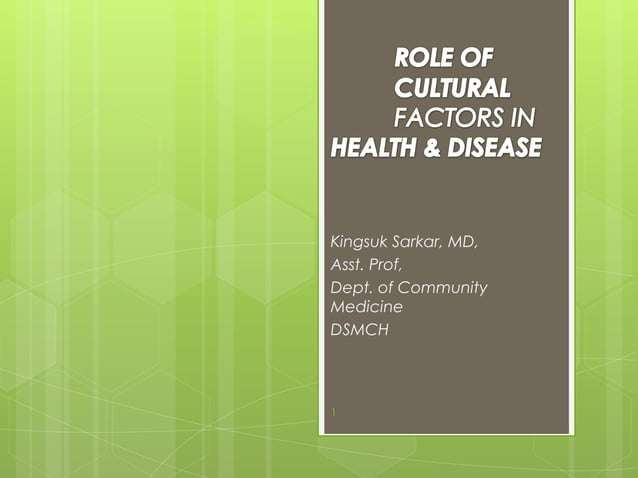 ROLE OF
CULTURAL
FACTORS IN
HEALTH & DISEASE
Kingsuk Sarkar, MD,
Asst. Prof,
Dept. of Community
Medicine
DSMCH
1